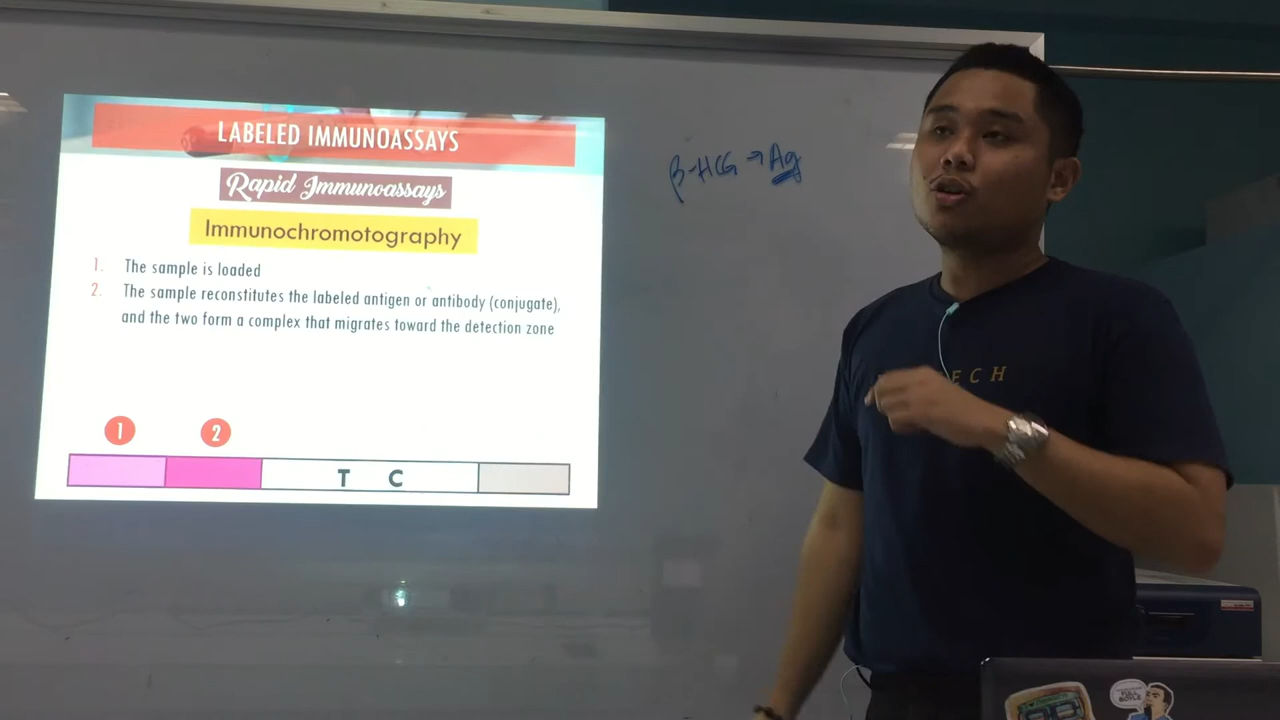 LABELED IMMUNOASSAYS
Rapid Immunoassays
Immunochromotography
1. The sample is loaded
2. The sample reconstitutes the labeled antigen or antibody (conjugate),
and the two form a complex that migrates toward the detection zone
1 2
T C
β-HCG → Ag
ECH